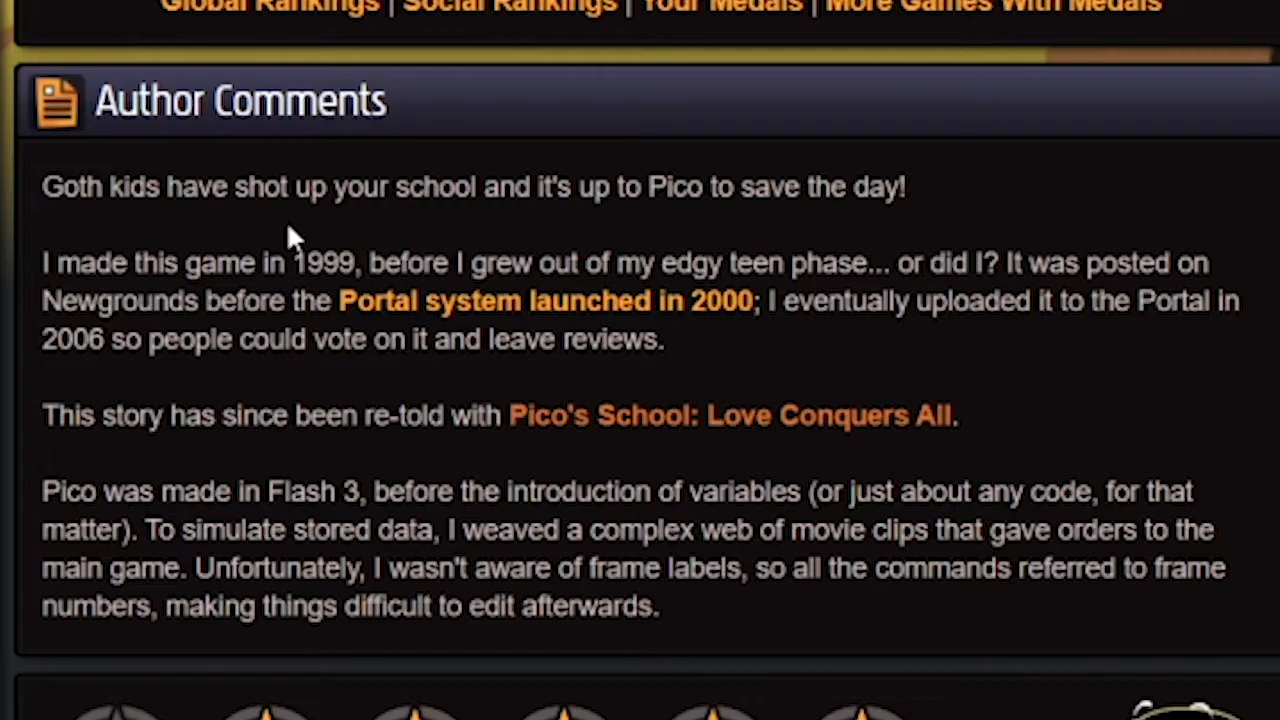 Global Rankings | Social Rankings | Your Medals | More Games With Medals
Author Comments
Goth kids have shot up your school and it's up to Pico to save the day!
I made this game in 1999, before I grew out of my edgy teen phase... or did I? It was posted on
Newgrounds before the Portal system launched in 2000; I eventually uploaded it to the Portal in
2006 so people could vote on it and leave reviews.
This story has since been re-told with Pico's School: Love Conquers All.
Pico was made in Flash 3, before the introduction of variables (or just about any code, for that
matter). To simulate stored data, I weaved a complex web of movie clips that gave orders to the
main game. Unfortunately, I wasn't aware of frame labels, so all the commands referred to frame
numbers, making things difficult to edit afterwards.